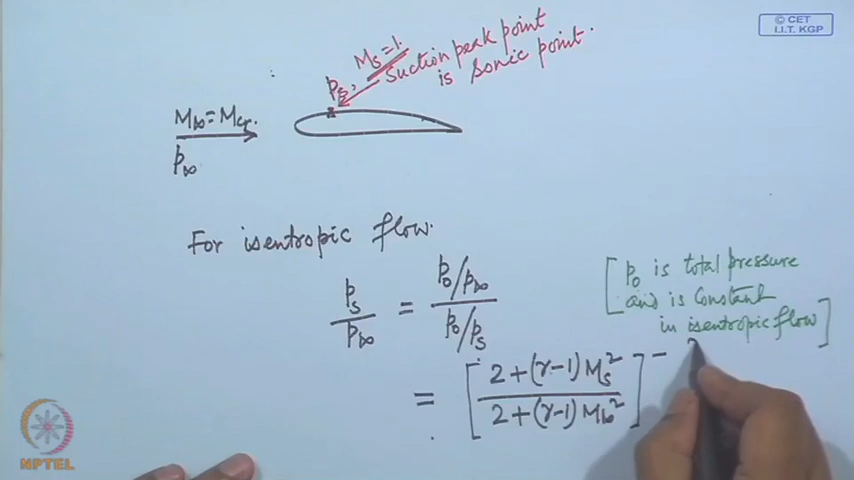 © CET
I.I.T. KGP
Suction peak point
is sonic point.
pₛ, Mₛ=1.
M∞=Mcr.
p∞
For isentropic flow.
pₛ/p∞ = (p₀/p∞)/(p₀/pₛ)
[p₀ is total pressure
and is constant
in isentropic flow]
= [(2+(γ-1)Mₛ²)/(2+(γ-1)M∞²)]⁻
NPTEL